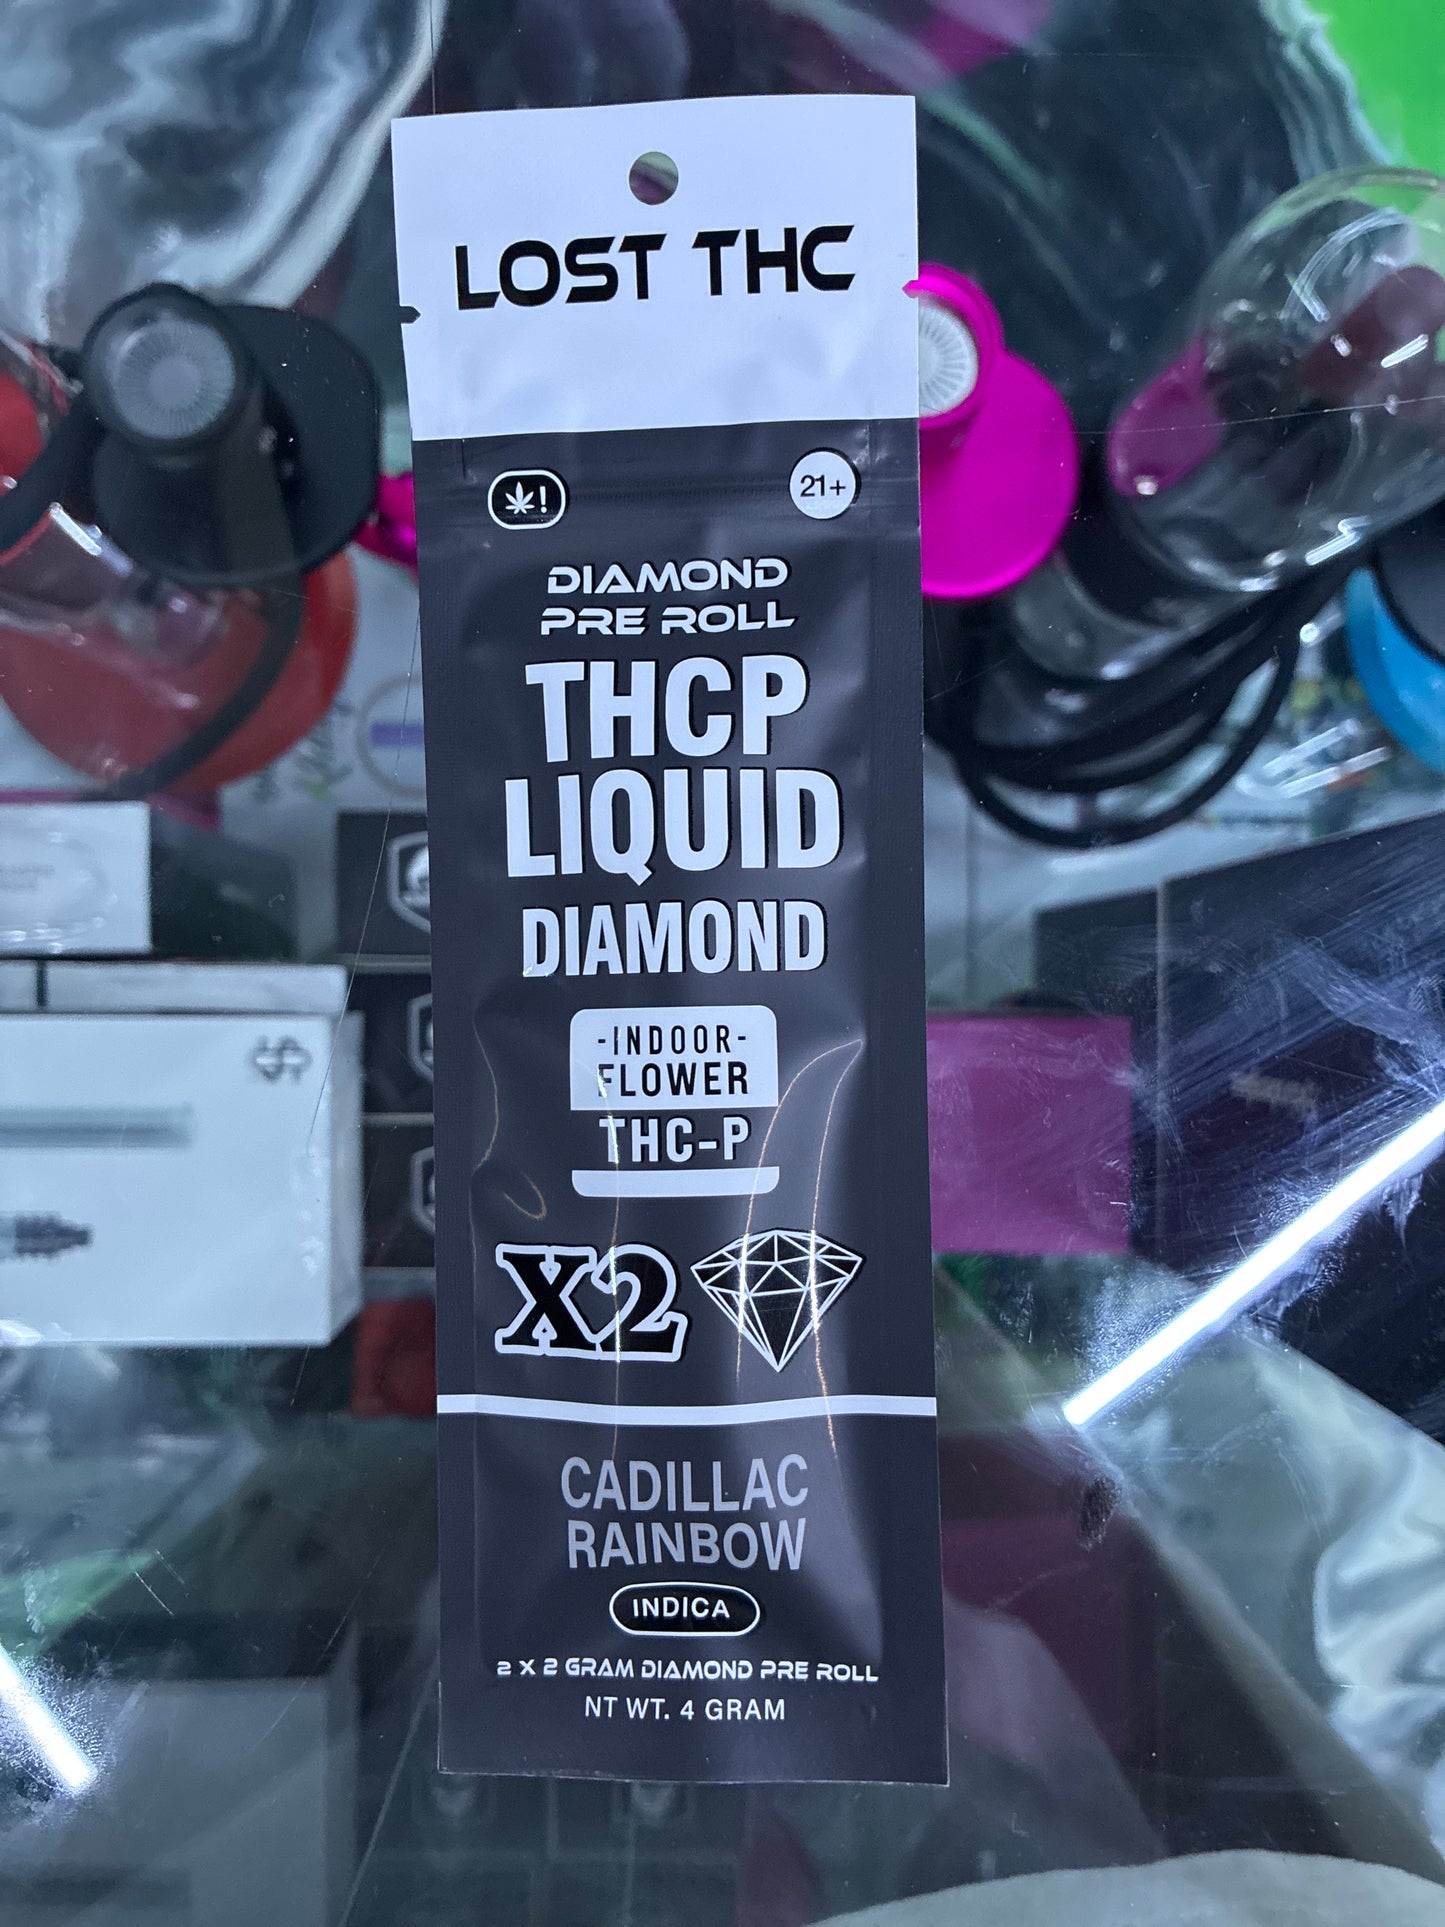 LOST THC
!
21+
DIAMOND
PRE ROLL
THCP
LIQUID
DIAMOND
-INDOOR-
FLOWER
THC-P
X2
CADILLAC
RAINBOW
INDICA
2 X 2 GRAM DIAMOND PRE ROLL
NT WT. 4 GRAM